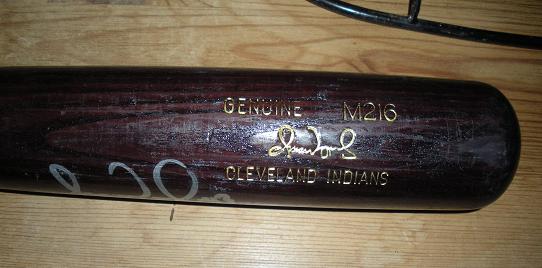 GENUINE M216
CLEVELAND INDIANS